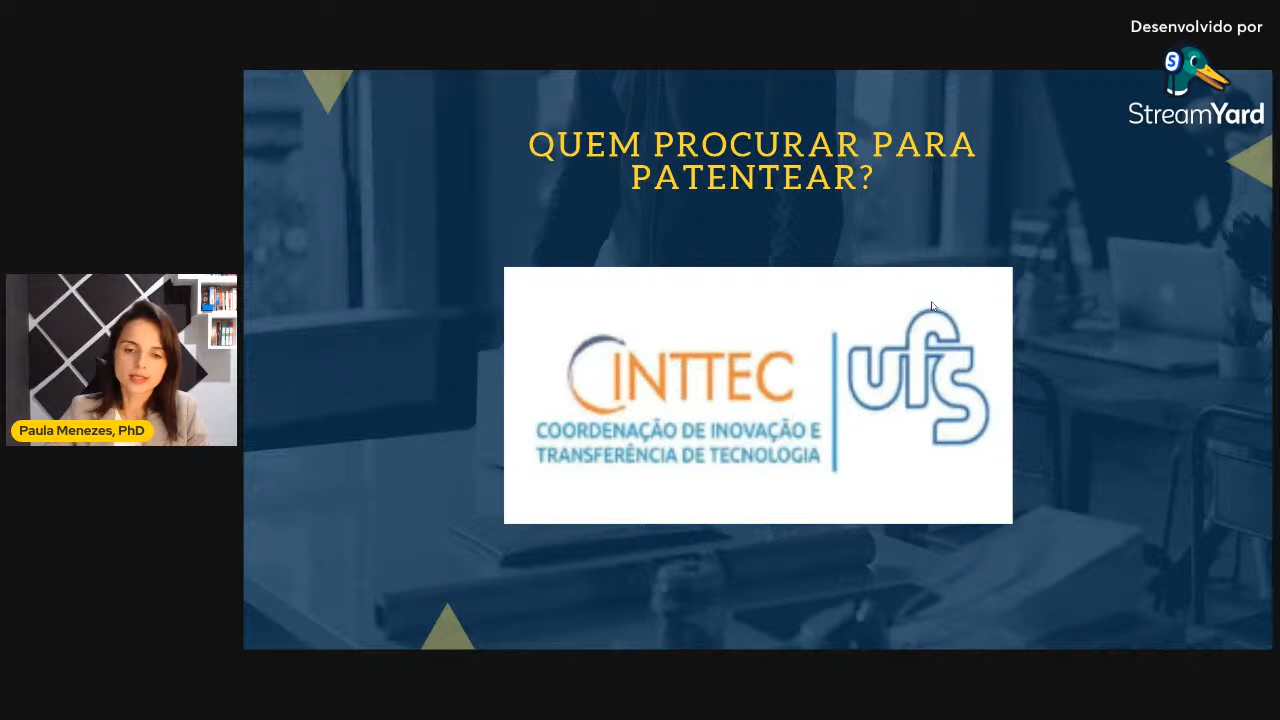 Desenvolvido por
StreamYard
QUEM PROCURAR PARA
PATENTEAR?
CINTTEC
COORDENAÇÃO DE INOVAÇÃO E
TRANSFERÊNCIA DE TECNOLOGIA
ufs
Paula Menezes, PhD